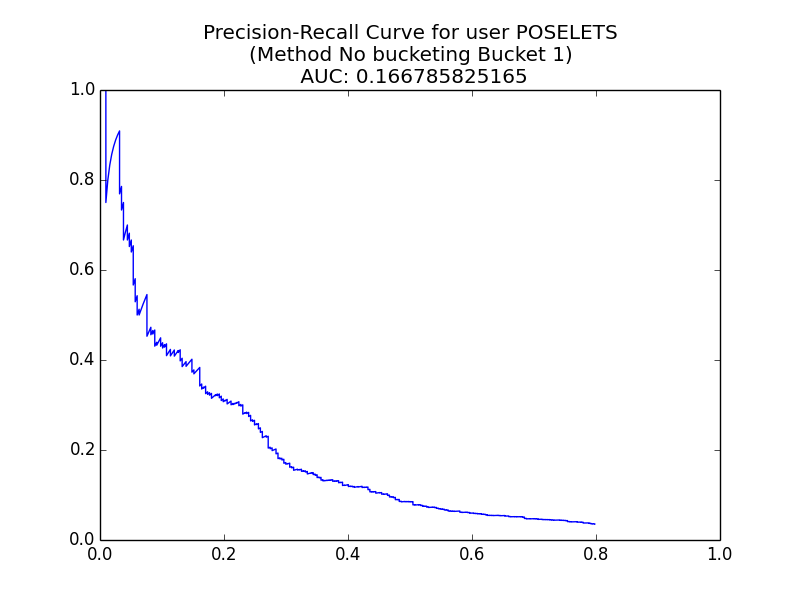 Precision-Recall Curve for user POSELETS
(Method No bucketing Bucket 1)
AUC: 0.166785825165
1.0
0.8
0.6
0.4
0.2
0.0
0.0 0.2 0.4 0.6 0.8 1.0